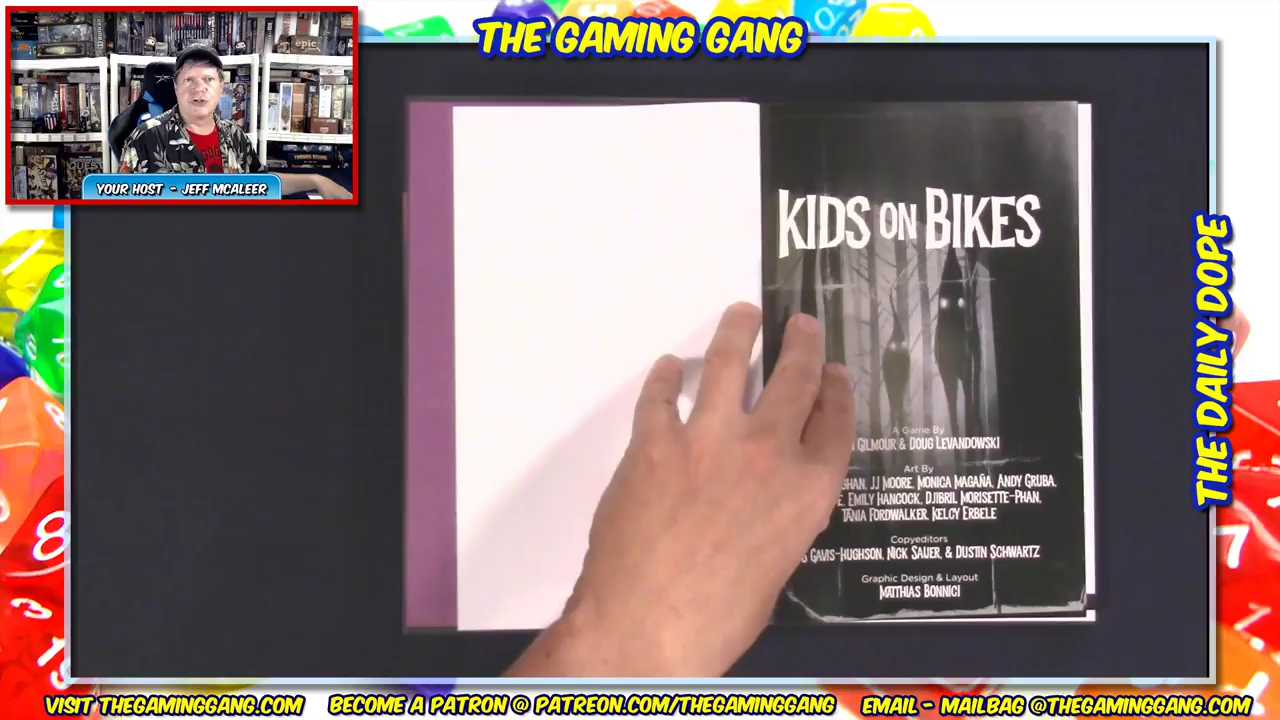 THE GAMING GANG
epic
YOUR HOST - JEFF MCALEER
KIDS ON BIKES
A Game By
GILMOUR & DOUG LEVANDOWSKI
Art By
JJ MOORE, MONICA MAGAÑA, ANDY GRUBA,
EMILY HANCOCK, DJIBRIL MORISETTE-PHAN,
TANIA FORDWALKER, KELCY ERBELE
Copyeditors
GAVIS-HUGHSON, NICK SAUER, & DUSTIN SCHWARTZ
Graphic Design & Layout
MATTHIAS BONNICI
THE DAILY DOPE
8
3
VISIT THEGAMINGGANG.COM BECOME A PATRON @ PATREON.COM/THEGAMINGGANG EMAIL - MAILBAG @THEGAMINGGANG.COM